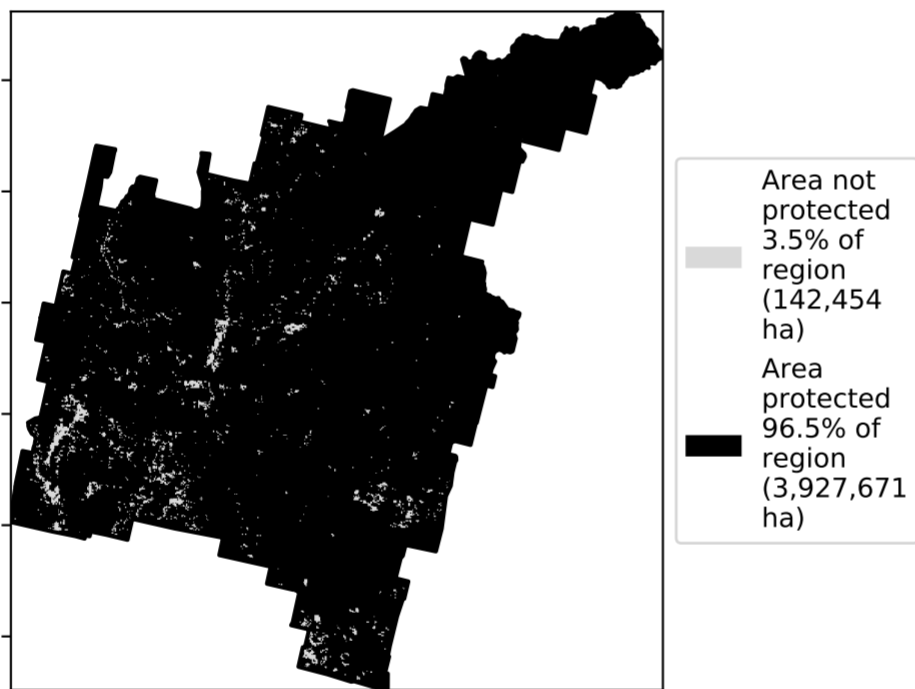 Area not
protected
3.5% of
region
(142,454
ha)
Area
protected
96.5% of
region
(3,927,671
ha)